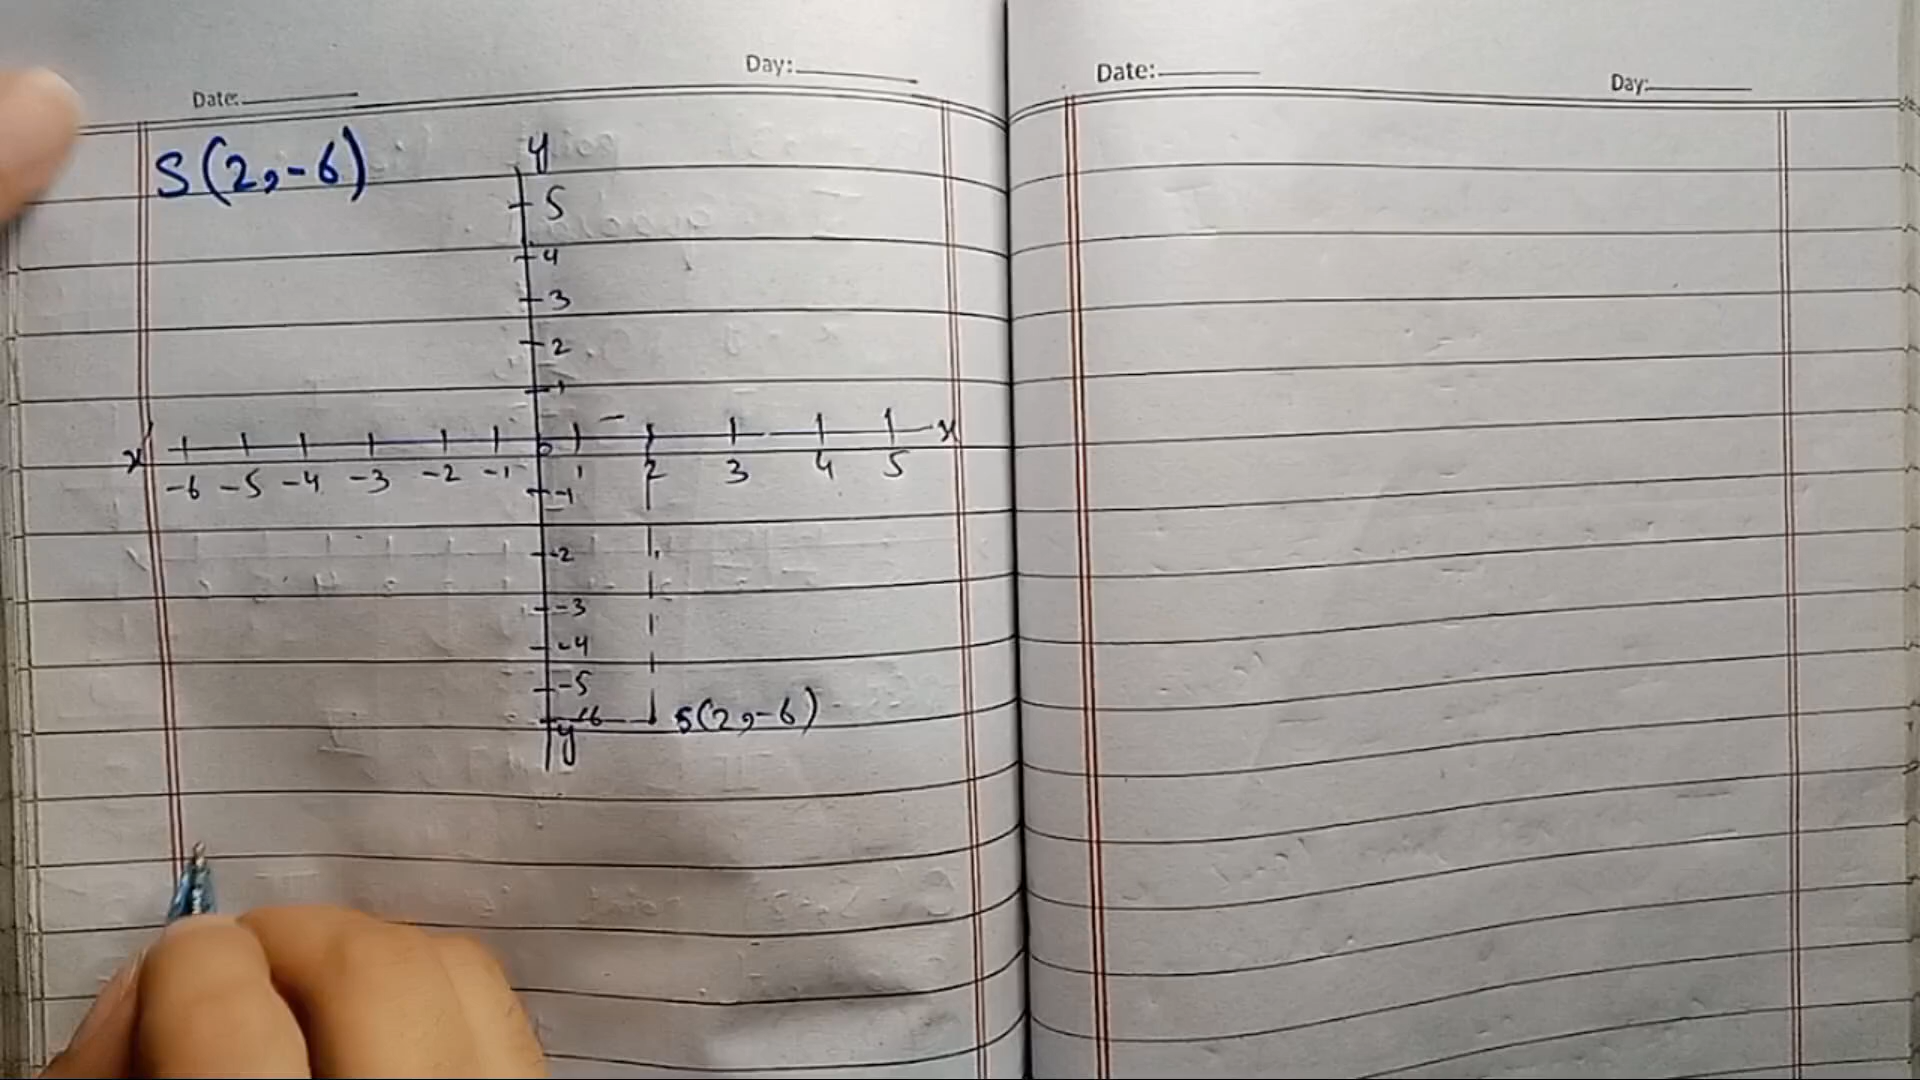 Date:
Day:
Date:
Day:
S(2,-6)
y
5
4
3
2
1
x -6 -5 -4 -3 -2 -1 0 1 2 3 4 5 x
-1
-2
-3
-4
-5
-6 S(2,-6)
y